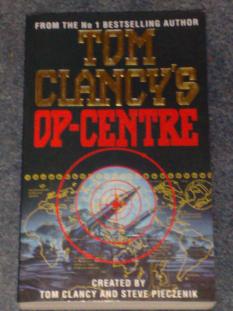 FROM THE No 1 BESTSELLING AUTHOR
TOM
CLANCY'S
OP-CENTRE
CREATED BY
TOM CLANCY AND STEVE PIECZENIK